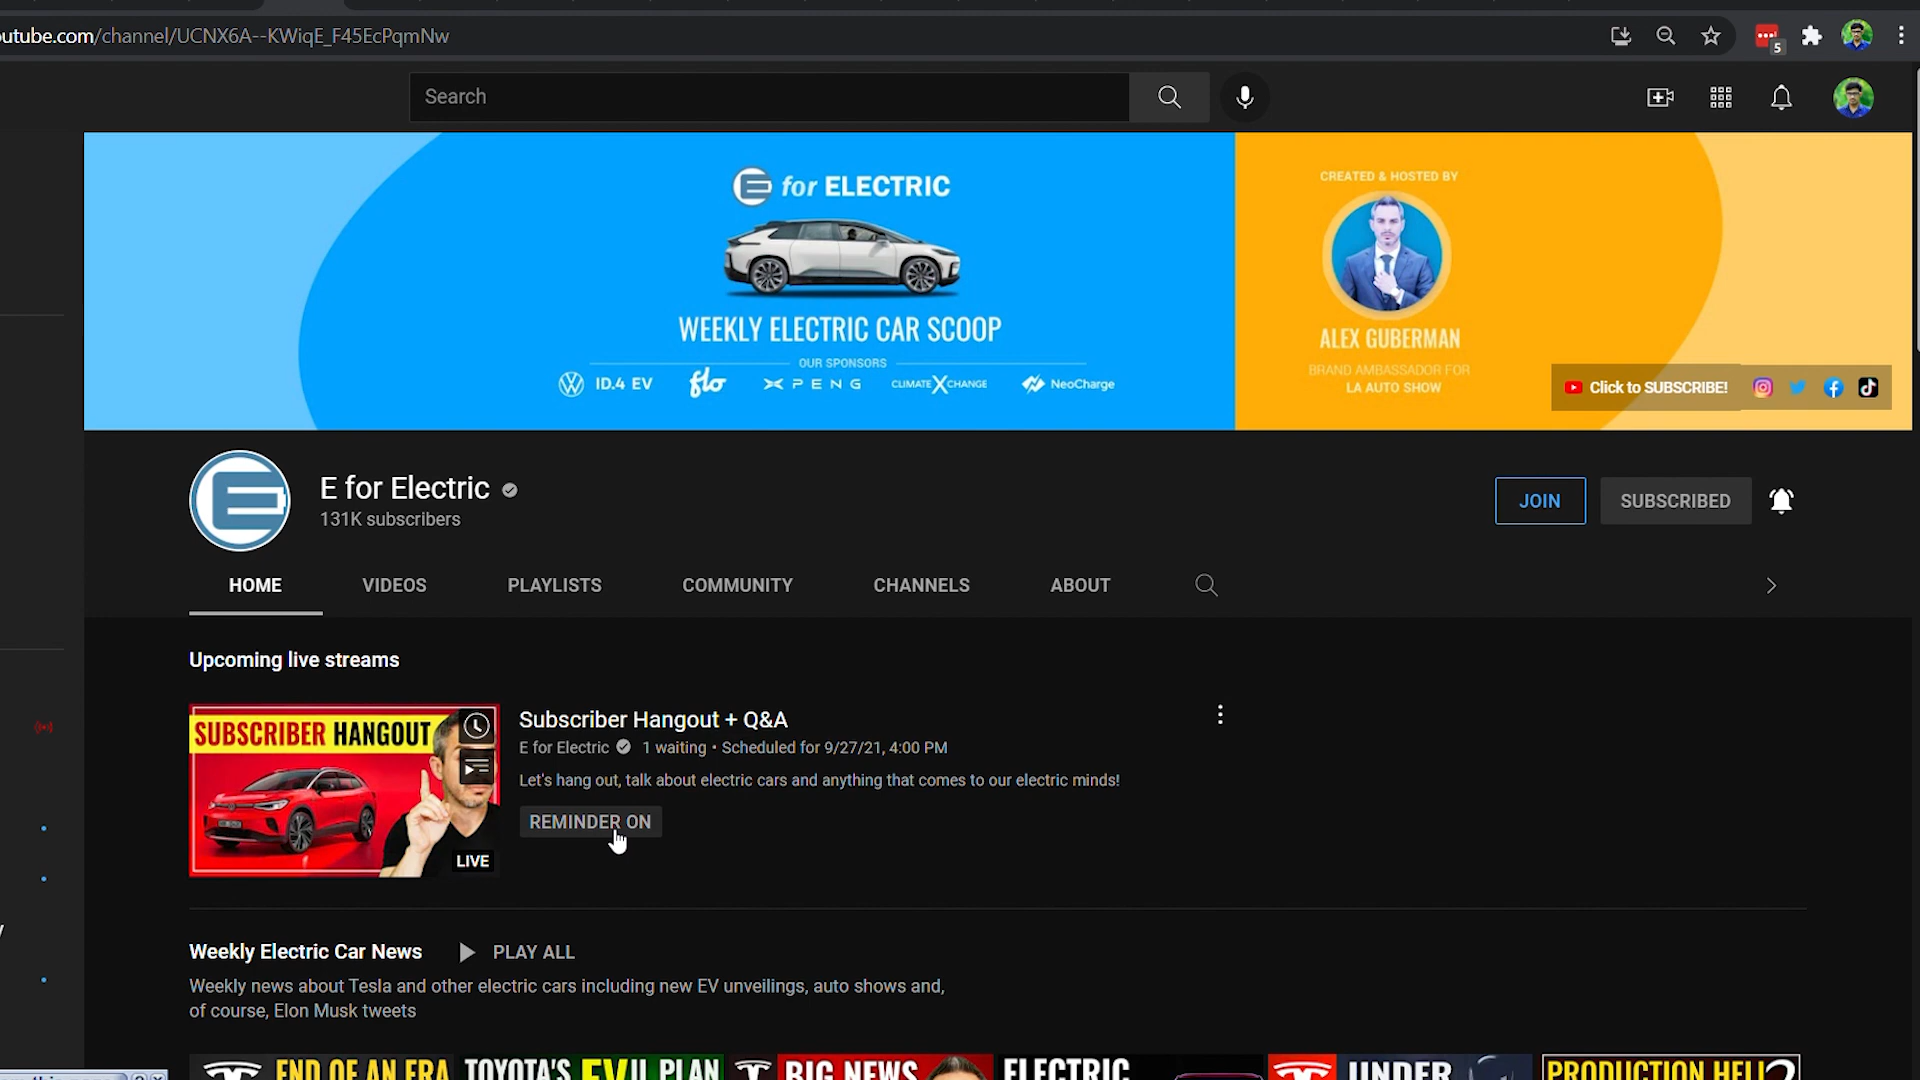 outube.com/channel/UCNX6A--KWiqE_F45EcPqmNw
5
Search
E for ELECTRIC
WEEKLY ELECTRIC CAR SCOOP
OUR SPONSORS
ID.4 EV flo XPENG CLIMATEXCHANGE NeoCharge
CREATED & HOSTED BY
ALEX GUBERMAN
BRAND AMBASSADOR FOR
LA AUTO SHOW
Click to SUBSCRIBE!
E for Electric
131K subscribers
JOIN SUBSCRIBED
HOME VIDEOS PLAYLISTS COMMUNITY CHANNELS ABOUT
Upcoming live streams
SUBSCRIBER HANGOUT
LIVE
Subscriber Hangout + Q&A
E for Electric 1 waiting • Scheduled for 9/27/21, 4:00 PM
Let's hang out, talk about electric cars and anything that comes to our electric minds!
REMINDER ON
Weekly Electric Car News PLAY ALL
Weekly news about Tesla and other electric cars including new EV unveilings, auto shows and,
of course, Elon Musk tweets
END OF AN ERA TOYOTA'S EVIL PLAN BIG NEWS ELECTRIC UNDER PRODUCTION HELL?